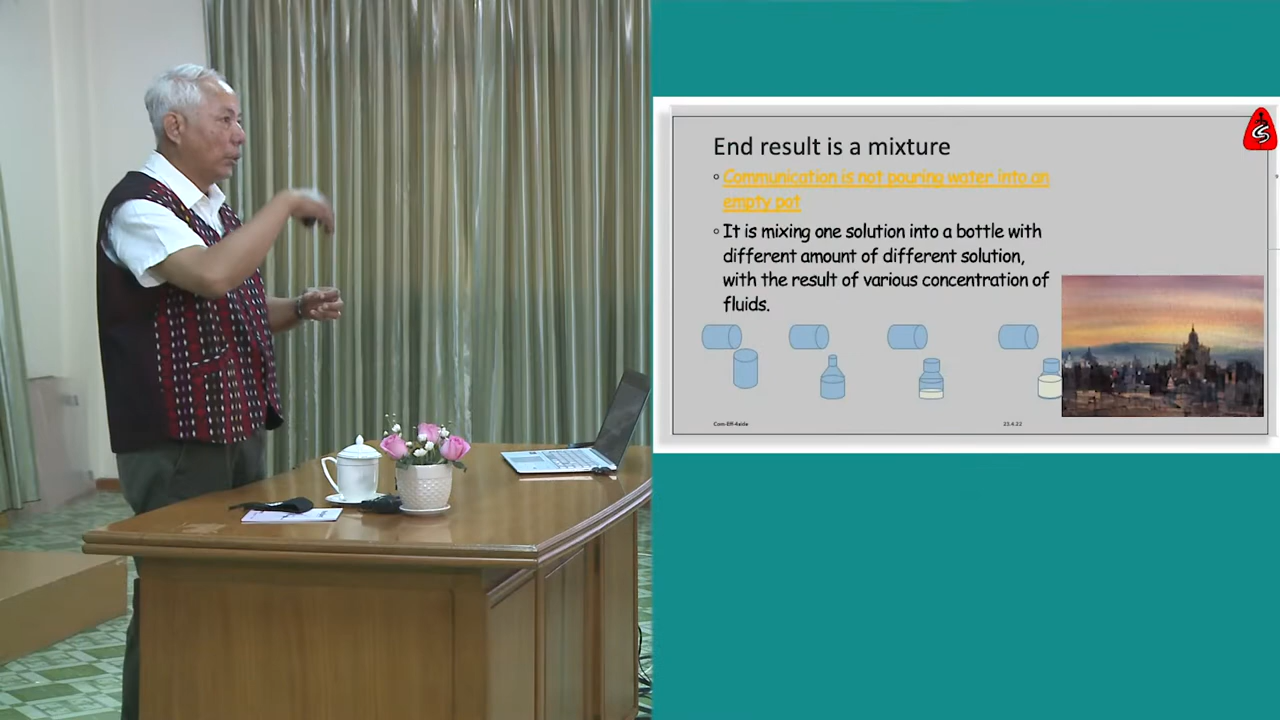 End result is a mixture
Communication is not pouring water into an
empty pot
It is mixing one solution into a bottle with
different amount of different solution,
with the result of various concentration of
fluids.
Com-Eff-4side
23.4.22